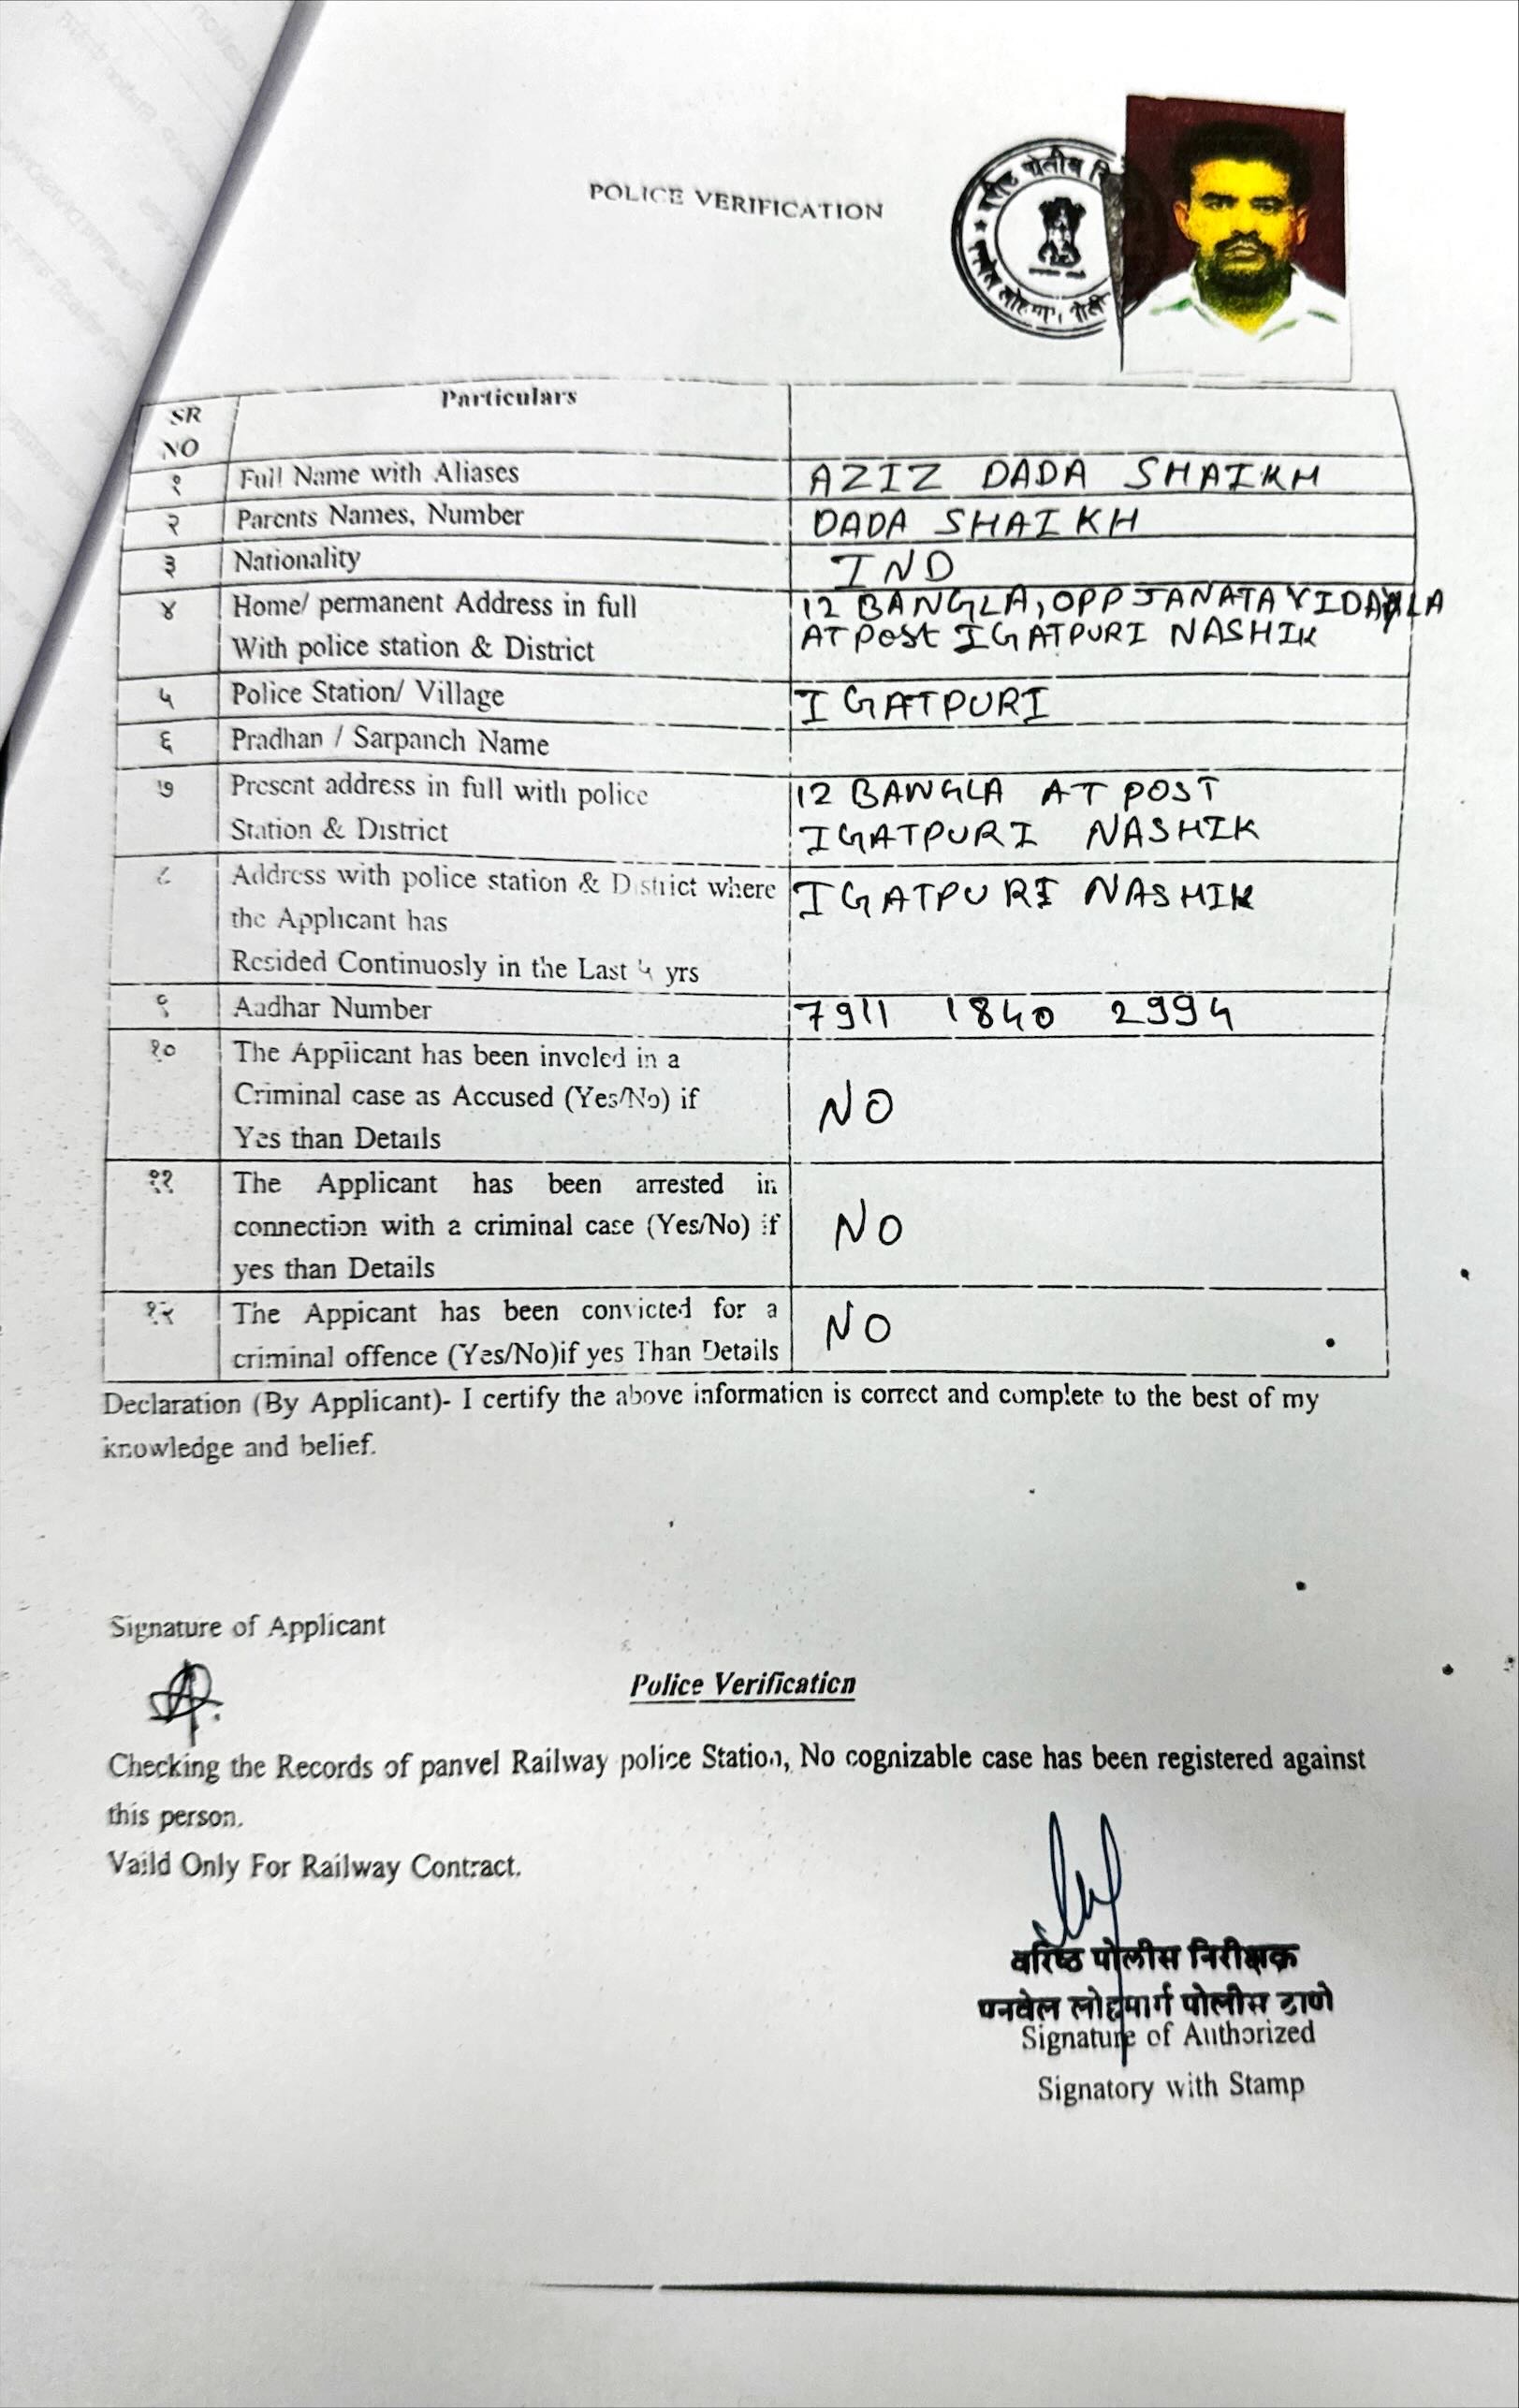 POLICE VERIFICATION
SR
NO
Particulars
१ Full Name with Aliases AZIZ DADA SHAIKH
२ Parents Names, Number DADA SHAIKH
३ Nationality IND
४ Home/ permanent Address in full 12 BANGLA, OPP JANATA VIDAYLA
With police station & District AT POSt IGATPURI NASHIK
५ Police Station/ Village IGATPURI
६ Pradhan / Sarpanch Name
७ Present address in full with police 12 BANGLA AT POST
Station & District IGATPURI NASHIK
८ Address with police station & District where IGATPURI NASHIK
the Applicant has
Resided Continuosly in the Last ५ yrs
९ Aadhar Number 7911 1840 2994
१० The Applicant has been involed in a
Criminal case as Accused (Yes/No) if NO
Yes than Details
११ The Applicant has been arrested in
connection with a criminal case (Yes/No) if NO
yes than Details
१२ The Appicant has been convicted for a NO
criminal offence (Yes/No)if yes Than Details
Declaration (By Applicant)- I certify the above information is correct and complete to the best of my
knowledge and belief.
Signature of Applicant
Police Verification
Checking the Records of panvel Railway police Station, No cognizable case has been registered against
this person.
Vaild Only For Railway Contract.
वरिष्ठ पोलीस निरीक्षक
पनवेल लोहमार्ग पोलीस ठाणे
Signature of Authorized
Signatory with Stamp